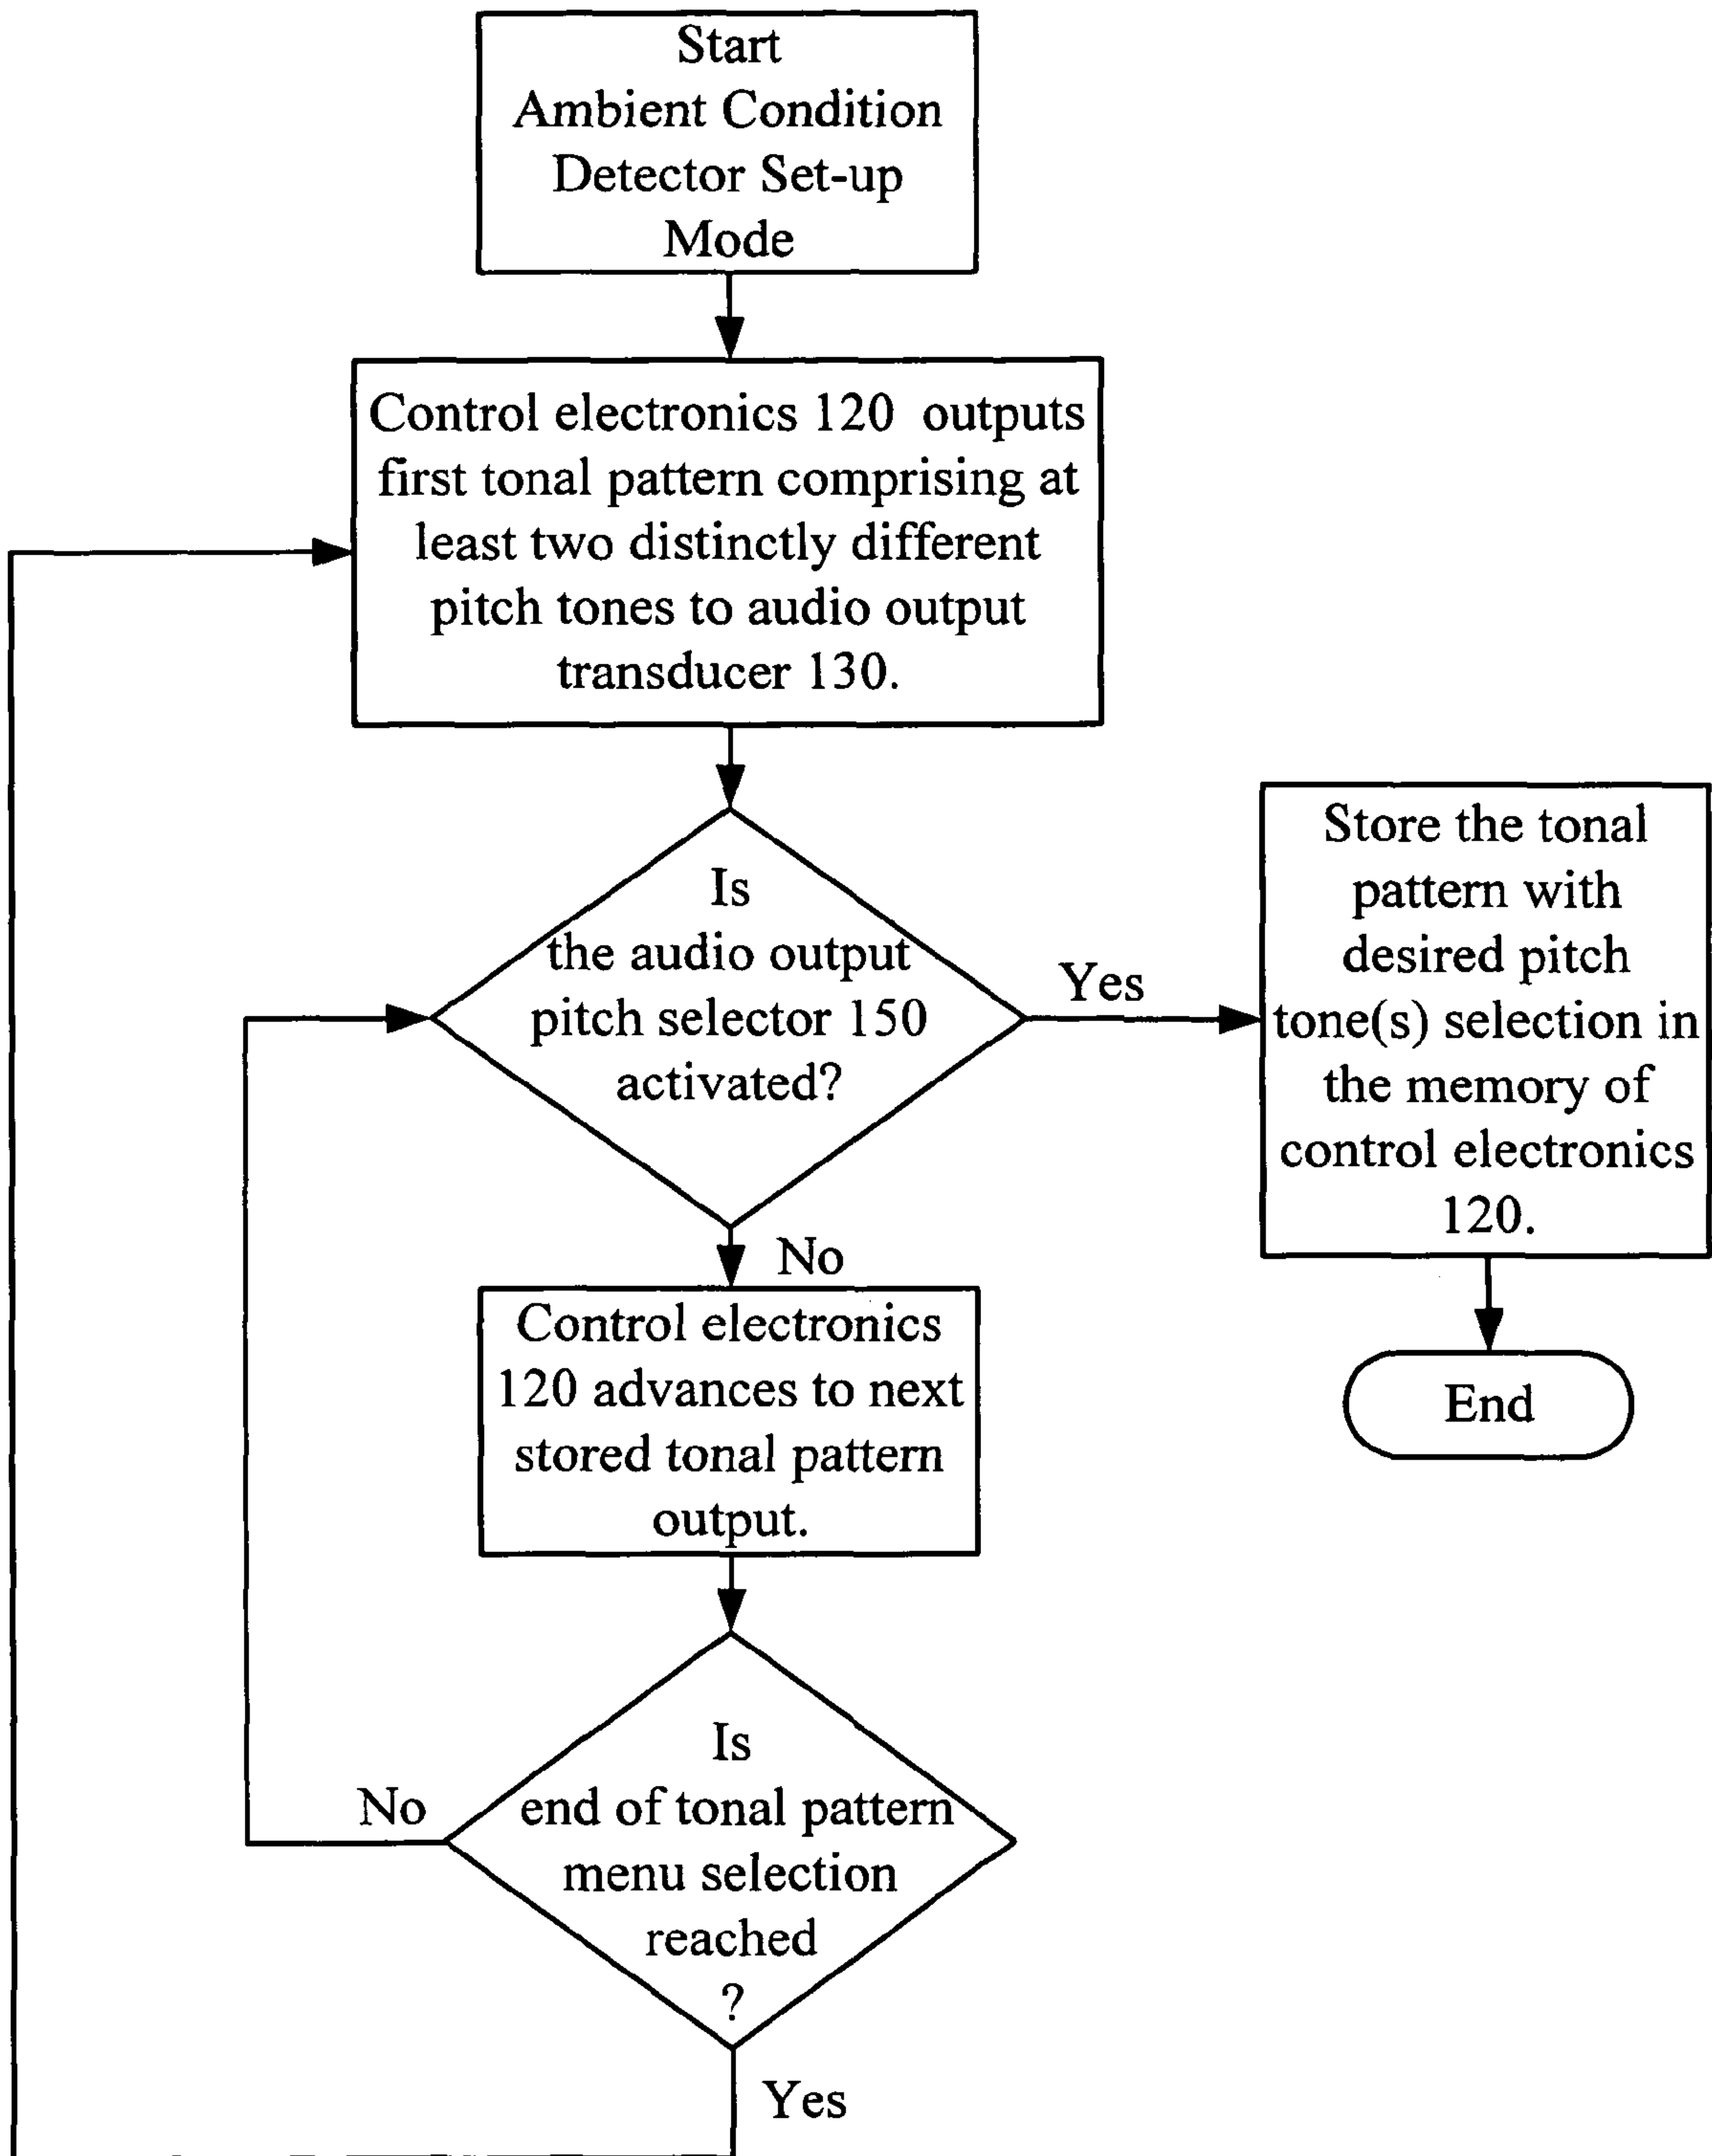 Start
Ambient Condition
Detector Set-up
Mode
Control electronics 120 outputs
first tonal pattern comprising at
least two distinctly different
pitch tones to audio output
transducer 130.
Is
the audio output
pitch selector 150
activated?
Yes
Store the tonal
pattern with
desired pitch
tone(s) selection in
the memory of
control electronics
120.
End
No
Control electronics
120 advances to next
stored tonal pattern
output.
Is
end of tonal pattern
menu selection
reached
?
No
Yes